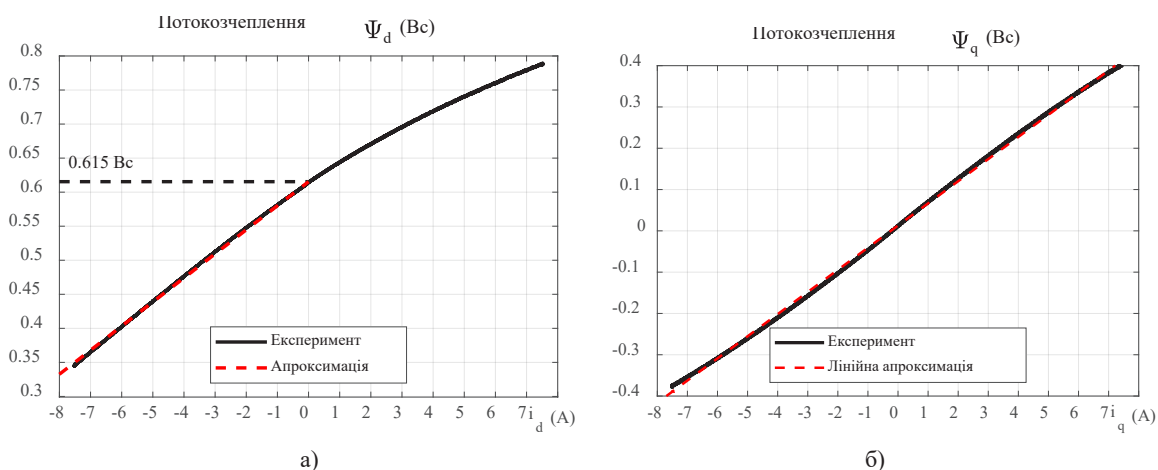 Потокозчеплення Ψd (Вс)
0.8
0.75
0.7
0.65
0.615 Вс
0.6
0.55
0.5
0.45
0.4
0.35
0.3
Експеримент
Апроксимація
-8 -7 -6 -5 -4 -3 -2 -1 0 1 2 3 4 5 6 7 id (А)
а)
Потокозчеплення Ψq (Вс)
0.4
0.3
0.2
0.1
0
-0.1
-0.2
-0.3
-0.4
Експеримент
Лінійна апроксимація
-8 -7 -6 -5 -4 -3 -2 -1 0 1 2 3 4 5 6 7 iq (А)
б)